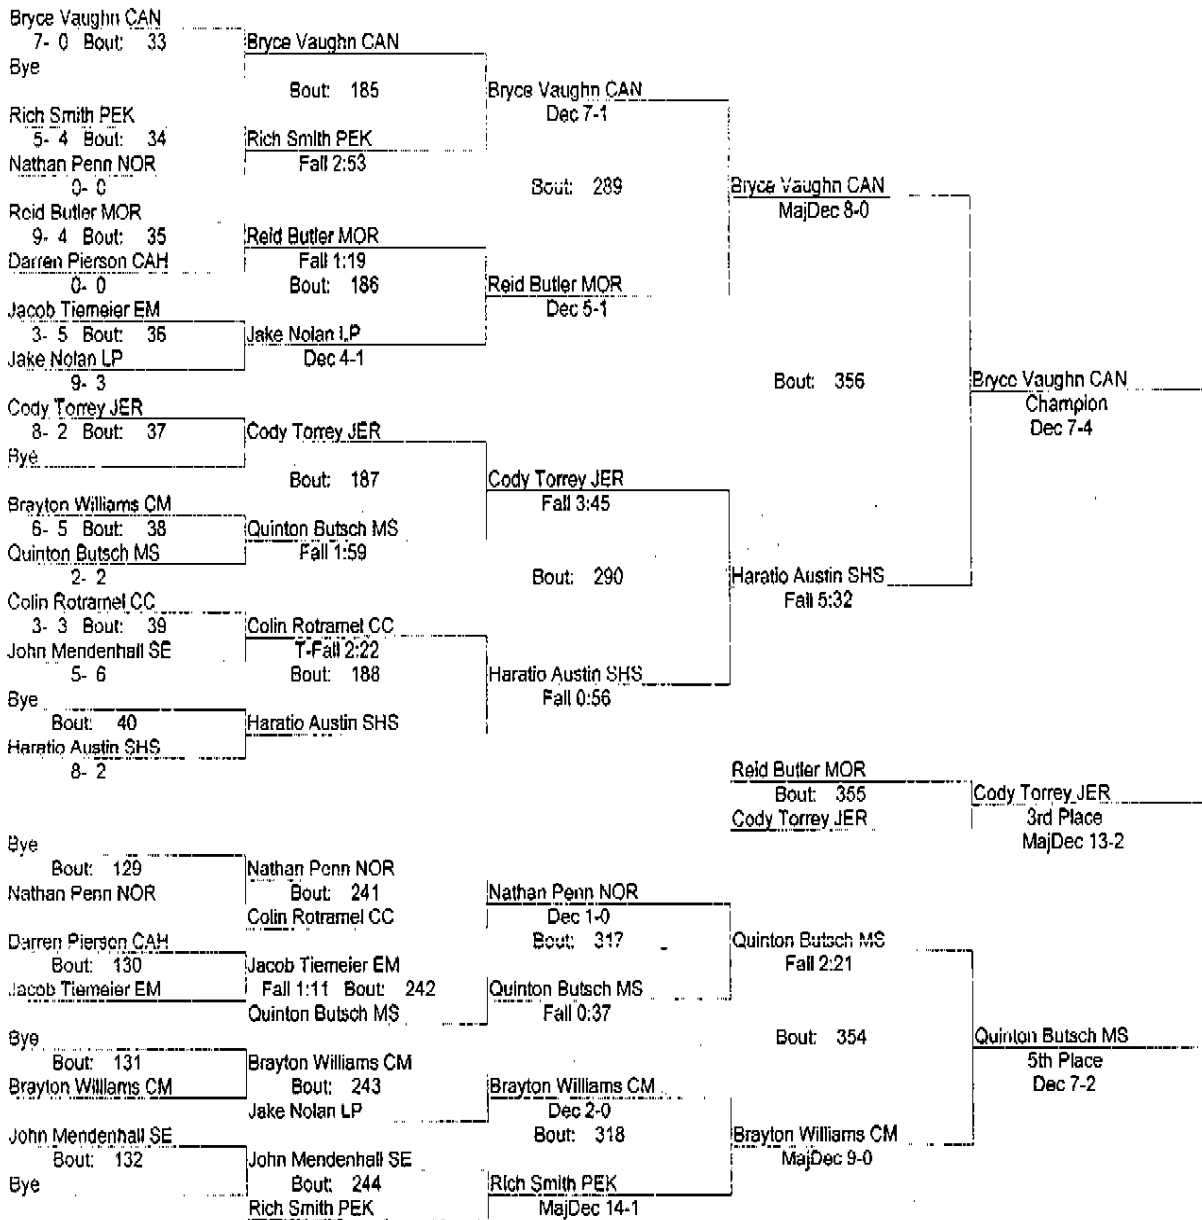 Bryce Vaughn CAN
7- 0 Bout: 33
Bye
Bryce Vaughn CAN
Bout: 185
Rich Smith PEK
5- 4 Bout: 34
Nathan Penn NOR
0- 0
Rich Smith PEK
Fall 2:53
Bryce Vaughn CAN
Dec 7-1
Bout: 289
Reid Butler MOR
9- 4 Bout: 35
Darren Pierson CAH
0- 0
Reid Butler MOR
Fall 1:19
Bout: 186
Jacob Tiemeier EM
3- 5 Bout: 36
Jake Nolan LP
9- 3
Jake Nolan LP
Dec 4-1
Reid Butler MOR
Dec 5-1
Bryce Vaughn CAN
MajDec 8-0
Bout: 356
Bryce Vaughn CAN
Champion
Dec 7-4
Cody Torrey JER
8- 2 Bout: 37
Bye
Cody Torrey JER
Bout: 187
Brayton Williams CM
6- 5 Bout: 38
Quinton Butsch MS
2- 2
Quinton Butsch MS
Fall 1:59
Cody Torrey JER
Fall 3:45
Bout: 290
Colin Rotramel CC
3- 3 Bout: 39
John Mendenhall SE
5- 6
Colin Rotramel CC
T-Fall 2:22
Bout: 188
Bye
Bout: 40
Haratio Austin SHS
8- 2
Haratio Austin SHS
Haratio Austin SHS
Fall 0:56
Haratio Austin SHS
Fall 5:32
Reid Butler MOR
Bout: 355
Cody Torrey JER
Cody Torrey JER
3rd Place
MajDec 13-2
Bye
Bout: 129
Nathan Penn NOR
Nathan Penn NOR
Bout: 241
Colin Rotramel CC
Nathan Penn NOR
Dec 1-0
Bout: 317
Darren Pierson CAH
Bout: 130
Jacob Tiemeier EM
Jacob Tiemeier EM
Fall 1:11 Bout: 242
Quinton Butsch MS
Quinton Butsch MS
Fall 0:37
Quinton Butsch MS
Fall 2:21
Bout: 354
Quinton Butsch MS
5th Place
Dec 7-2
Bye
Bout: 131
Brayton Williams CM
Brayton Williams CM
Bout: 243
Jake Nolan LP
Brayton Williams CM
Dec 2-0
Bout: 318
John Mendenhall SE
Bout: 132
Bye
John Mendenhall SE
Bout: 244
Rich Smith PEK
Rich Smith PEK
MajDec 14-1
Brayton Williams CM
MajDec 9-0